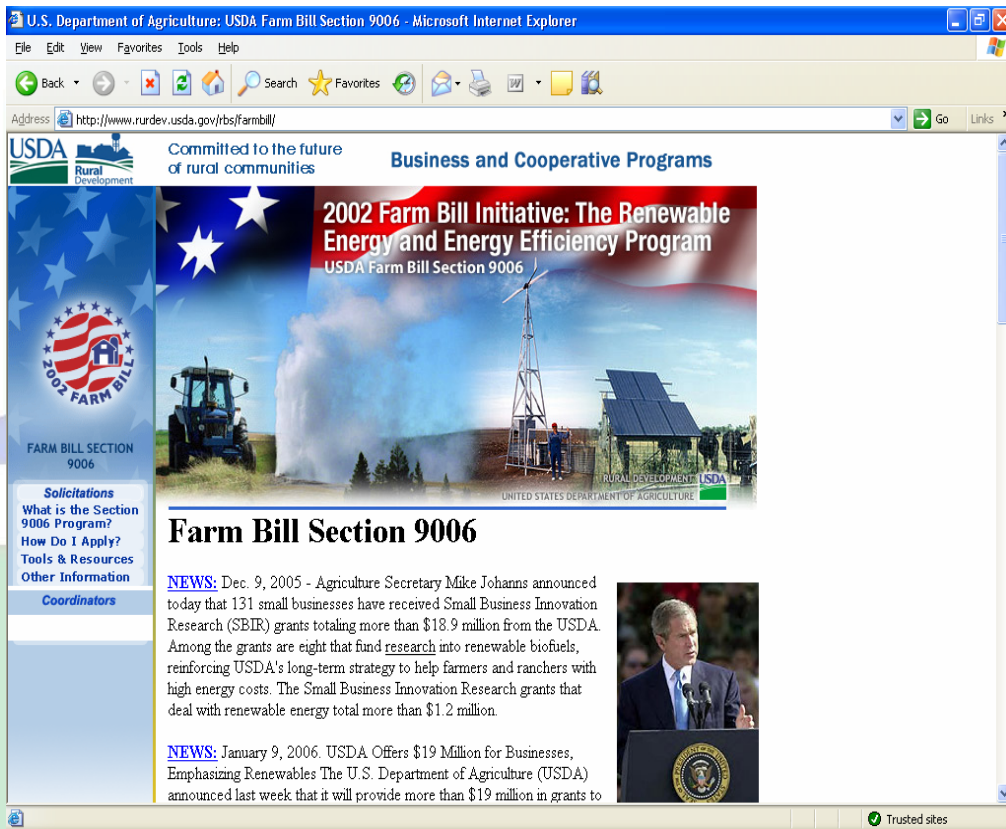 U.S. Department of Agriculture: USDA Farm Bill Section 9006 - Microsoft Internet Explorer
File Edit View Favorites Tools Help
Back Search Favorites
Address http://www.rurdev.usda.gov/rbs/farmbill/ Go Links
USDA Rural Development
Committed to the future
of rural communities
Business and Cooperative Programs
2002 Farm Bill Initiative: The Renewable
Energy and Energy Efficiency Program
USDA Farm Bill Section 9006
2002 FARM BILL
RURAL DEVELOPMENT USDA
UNITED STATES DEPARTMENT OF AGRICULTURE
FARM BILL SECTION
9006
Solicitations
What is the Section
9006 Program?
How Do I Apply?
Tools & Resources
Other Information
Coordinators
Farm Bill Section 9006
NEWS: Dec. 9, 2005 - Agriculture Secretary Mike Johanns announced
today that 131 small businesses have received Small Business Innovation
Research (SBIR) grants totaling more than $18.9 million from the USDA.
Among the grants are eight that fund research into renewable biofuels,
reinforcing USDA's long-term strategy to help farmers and ranchers with
high energy costs. The Small Business Innovation Research grants that
deal with renewable energy total more than $1.2 million.
NEWS: January 9, 2006. USDA Offers $19 Million for Businesses,
Emphasizing Renewables The U.S. Department of Agriculture (USDA)
announced last week that it will provide more than $19 million in grants to
Trusted sites